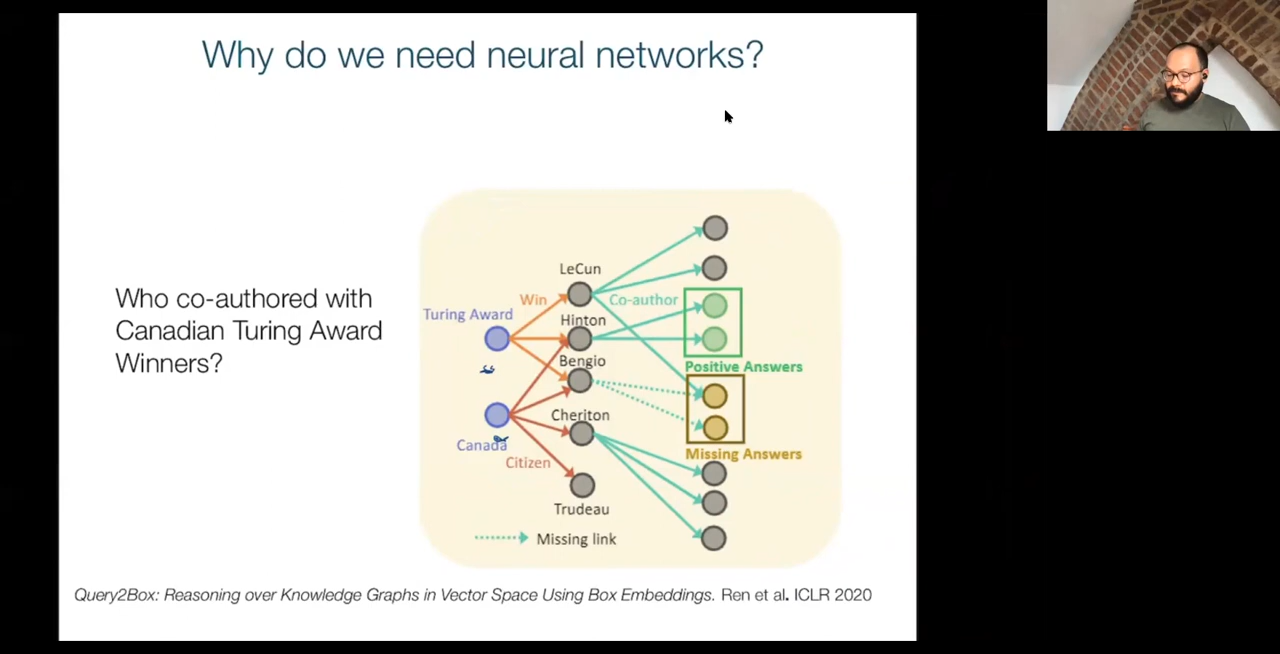 Why do we need neural networks?
Who co-authored with
Canadian Turing Award
Winners?
LeCun
Win
Co-author
Turing Award
Hinton
Bengio
Positive Answers
Cheriton
Canada
Missing Answers
Citizen
Trudeau
Missing link
Query2Box: Reasoning over Knowledge Graphs in Vector Space Using Box Embeddings. Ren et al. ICLR 2020